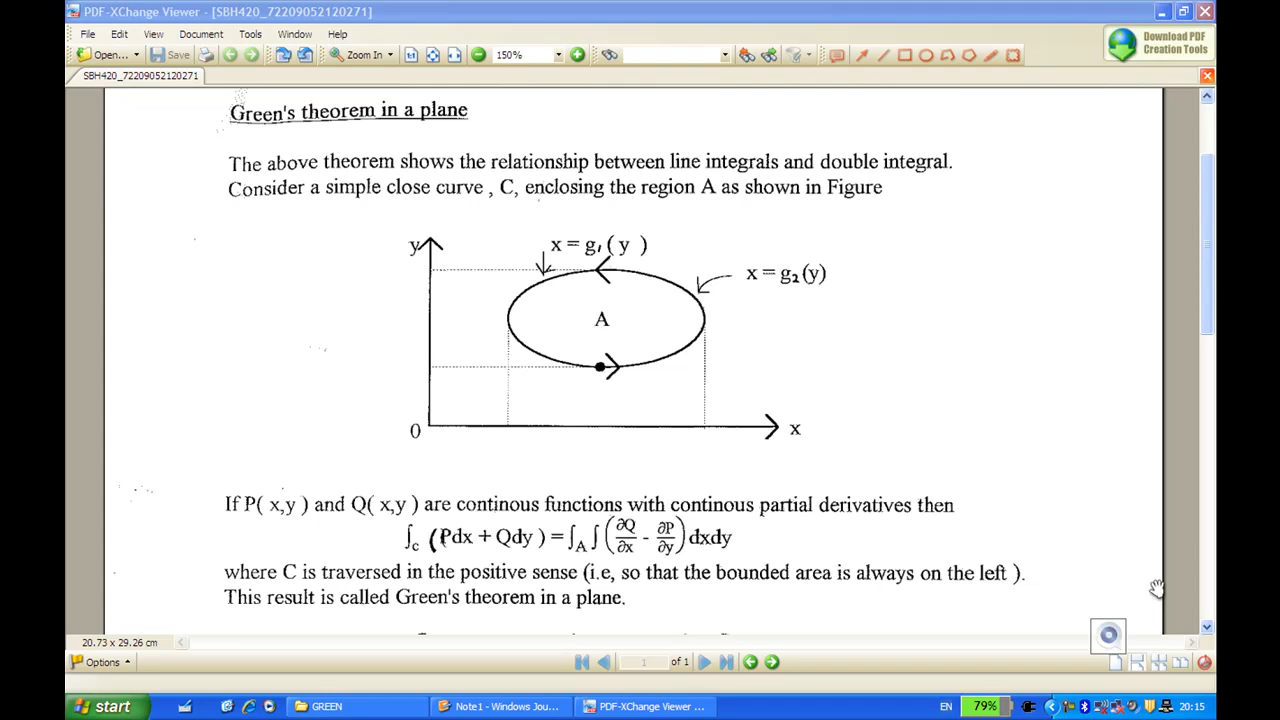 PDF-XChange Viewer - [SBH420_72209052120271]
File Edit View Document Tools Window Help
Open... Save Zoom In 150% Download PDF Creation Tools
SBH420_72209052120271
Green's theorem in a plane
The above theorem shows the relationship between line integrals and double integral.
Consider a simple close curve , C, enclosing the region A as shown in Figure
y x = g₁( y )
x = g₂(y)
A
0 x
If P( x,y ) and Q( x,y ) are continous functions with continous partial derivatives then
∫c (Pdx + Qdy ) = ∫A ∫ (∂Q/∂x - ∂P/∂y) dxdy
where C is traversed in the positive sense (i.e, so that the bounded area is always on the left ).
This result is called Green's theorem in a plane.
20.73 x 29.26 cm
Options 1 of 1
start GREEN Note1 - Windows Jou... PDF-XChange Viewer ... EN 79% 20:15